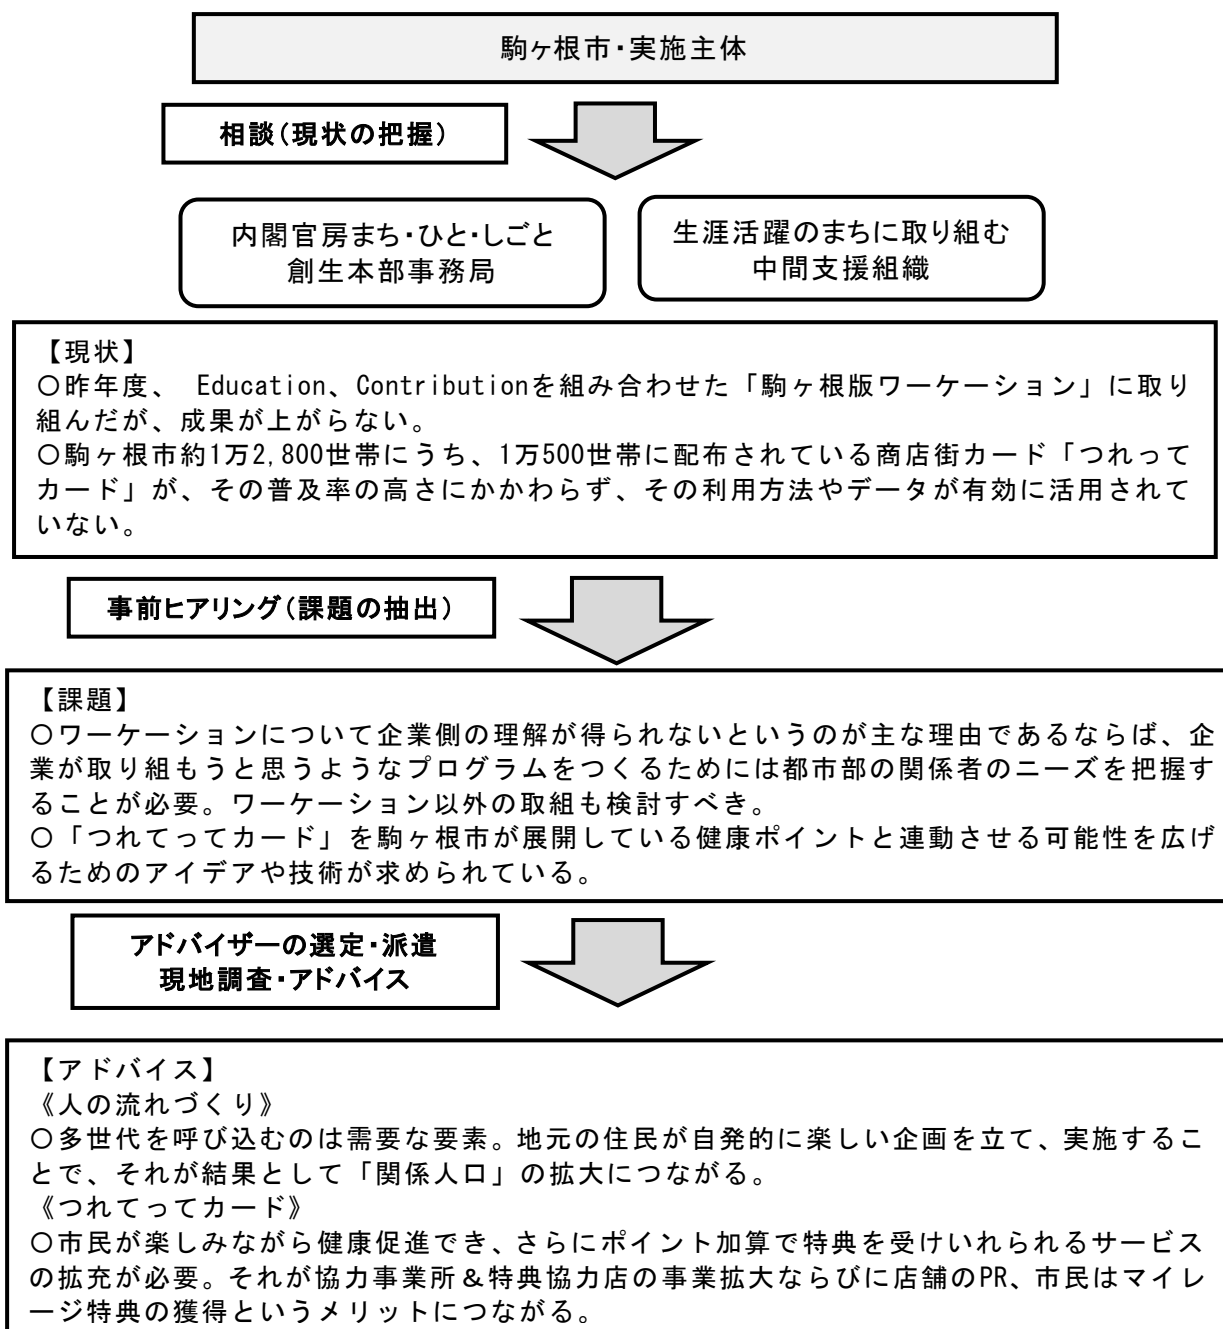 駒ヶ根市・実施主体
相談（現状の把握）
内閣官房まち・ひと・しごと
創生本部事務局
生涯活躍のまちに取り組む
中間支援組織
【現状】
〇昨年度、 Education、Contributionを組み合わせた「駒ヶ根版ワーケーション」に取り
組んだが、成果が上がらない。
〇駒ヶ根市約1万2,800世帯にうち、1万500世帯に配布されている商店街カード「つれって
カード」が、その普及率の高さにかかわらず、その利用方法やデータが有効に活用されて
いない。
事前ヒアリング（課題の抽出）
【課題】
〇ワーケーションについて企業側の理解が得られないというのが主な理由であるならば、企
業が取り組もうと思うようなプログラムをつくるためには都市部の関係者のニーズを把握す
ることが必要。ワーケーション以外の取組も検討すべき。
〇「つれてってカード」を駒ヶ根市が展開している健康ポイントと連動させる可能性を広げ
るためのアイデアや技術が求められている。
アドバイザーの選定・派遣
現地調査・アドバイス
【アドバイス】
《人の流れづくり》
〇多世代を呼び込むのは需要な要素。地元の住民が自発的に楽しい企画を立て、実施するこ
とで、それが結果として「関係人口」の拡大につながる。
《つれてってカード》
〇市民が楽しみながら健康促進でき、さらにポイント加算で特典を受けいれられるサービス
の拡充が必要。それが協力事業所＆特典協力店の事業拡大ならびに店舗のPR、市民はマイレ
ージ特典の獲得というメリットにつながる。